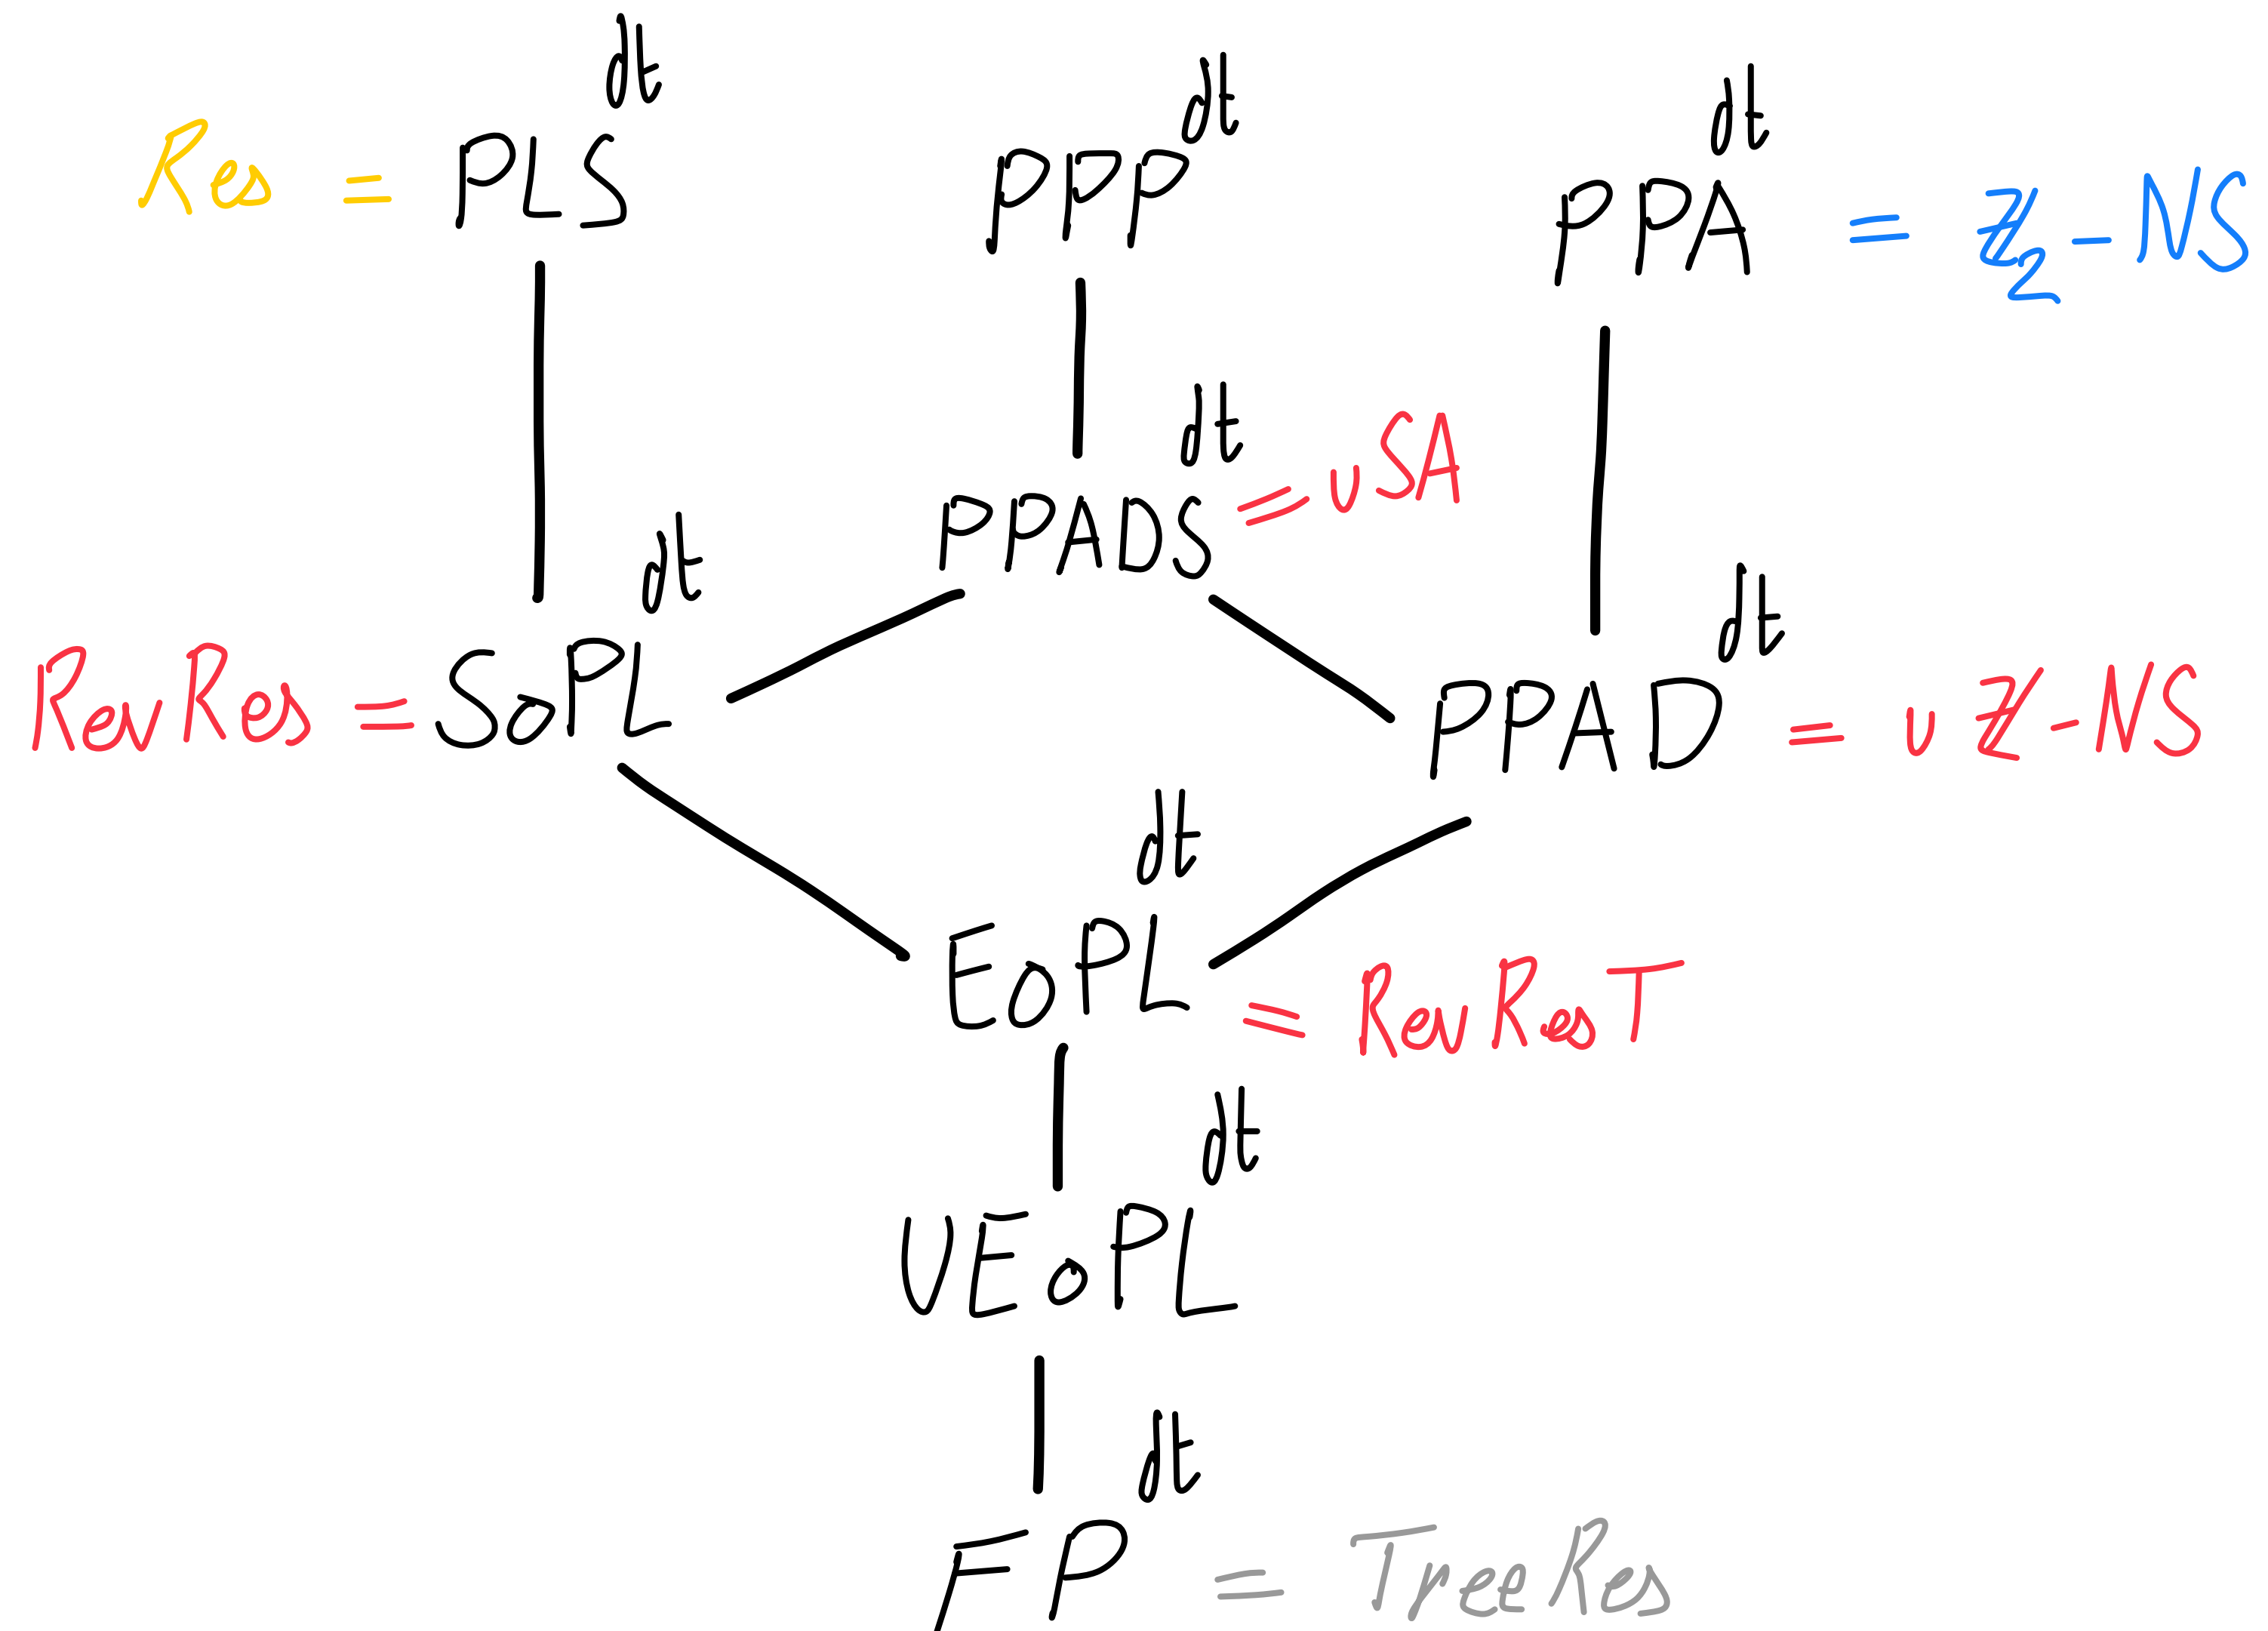 Res = PLS^dt
PPP^dt
PPA^dt = ℤ₂-NS
PPADS^dt = uSA
RevRes = SoPL^dt
PPAD^dt = uℤ-NS
EoPL^dt = RevResT
UEoPL^dt
FP^dt = TreeRes